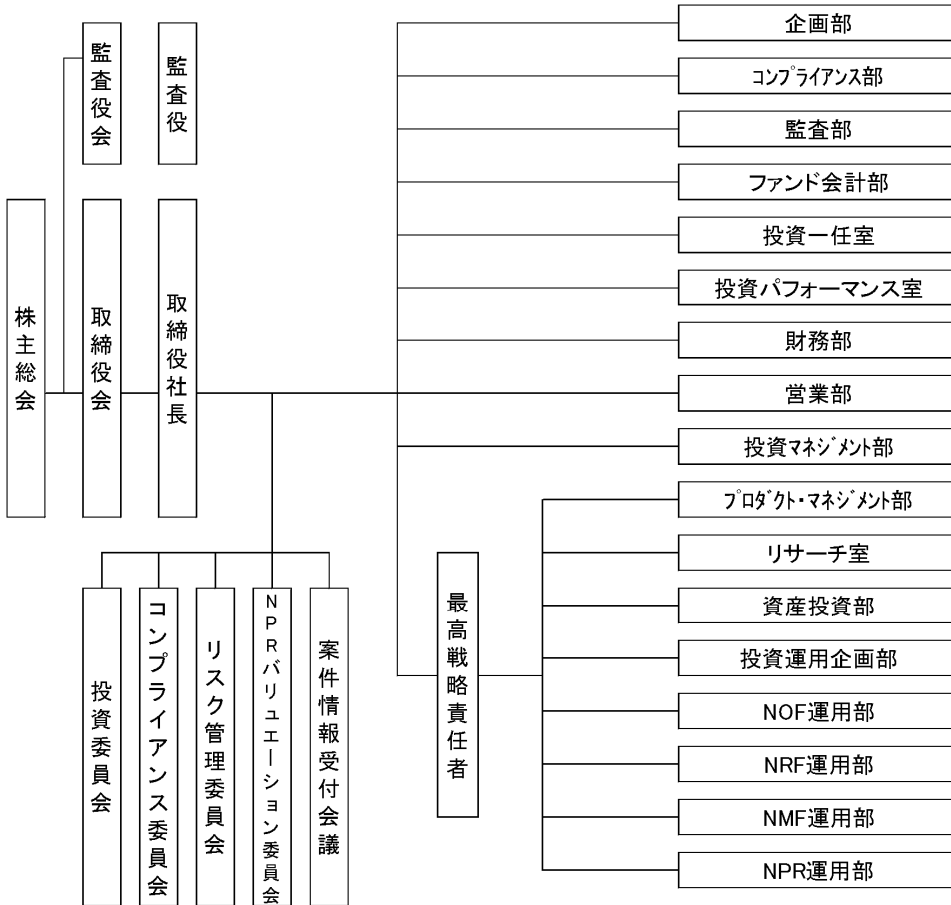 株主総会
監査役会
監査役
取締役会
取締役社長
投資委員会
コンプライアンス委員会
リスク管理委員会
NPRバリュエーション委員会
案件情報受付会議
最高戦略責任者
企画部
コンプライアンス部
監査部
ファンド会計部
投資一任室
投資パフォーマンス室
財務部
営業部
投資マネジメント部
プロダクト・マネジメント部
リサーチ室
資産投資部
投資運用企画部
NOF運用部
NRF運用部
NMF運用部
NPR運用部